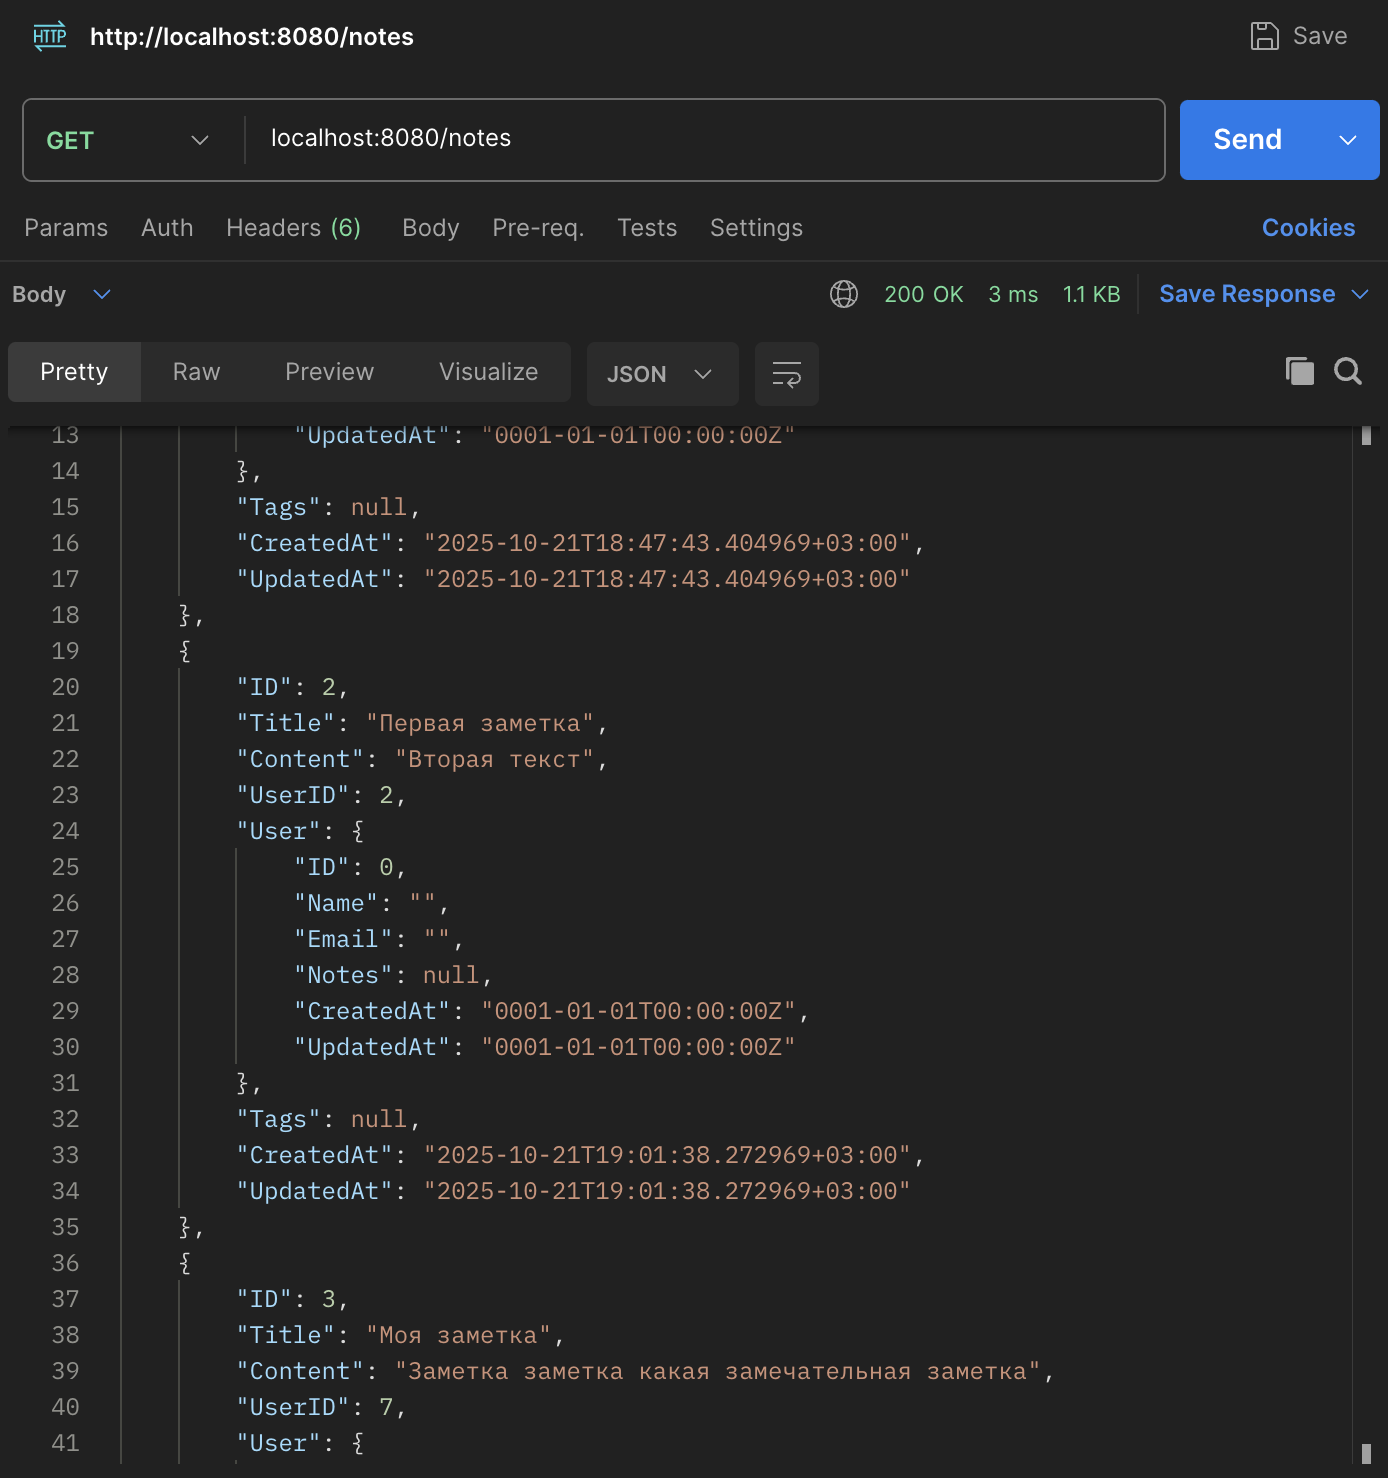 HTTP http://localhost:8080/notes Save
GET localhost:8080/notes Send
Params Auth Headers (6) Body Pre-req. Tests Settings Cookies
Body 200 OK 3 ms 1.1 KB Save Response
Pretty Raw Preview Visualize JSON
13 "UpdatedAt": "0001-01-01T00:00:00Z"
14 },
15 "Tags": null,
16 "CreatedAt": "2025-10-21T18:47:43.404969+03:00",
17 "UpdatedAt": "2025-10-21T18:47:43.404969+03:00"
18 },
19 {
20 "ID": 2,
21 "Title": "Первая заметка",
22 "Content": "Вторая текст",
23 "UserID": 2,
24 "User": {
25 "ID": 0,
26 "Name": "",
27 "Email": "",
28 "Notes": null,
29 "CreatedAt": "0001-01-01T00:00:00Z",
30 "UpdatedAt": "0001-01-01T00:00:00Z"
31 },
32 "Tags": null,
33 "CreatedAt": "2025-10-21T19:01:38.272969+03:00",
34 "UpdatedAt": "2025-10-21T19:01:38.272969+03:00"
35 },
36 {
37 "ID": 3,
38 "Title": "Моя заметка",
39 "Content": "Заметка заметка какая замечательная заметка",
40 "UserID": 7,
41 "User": {